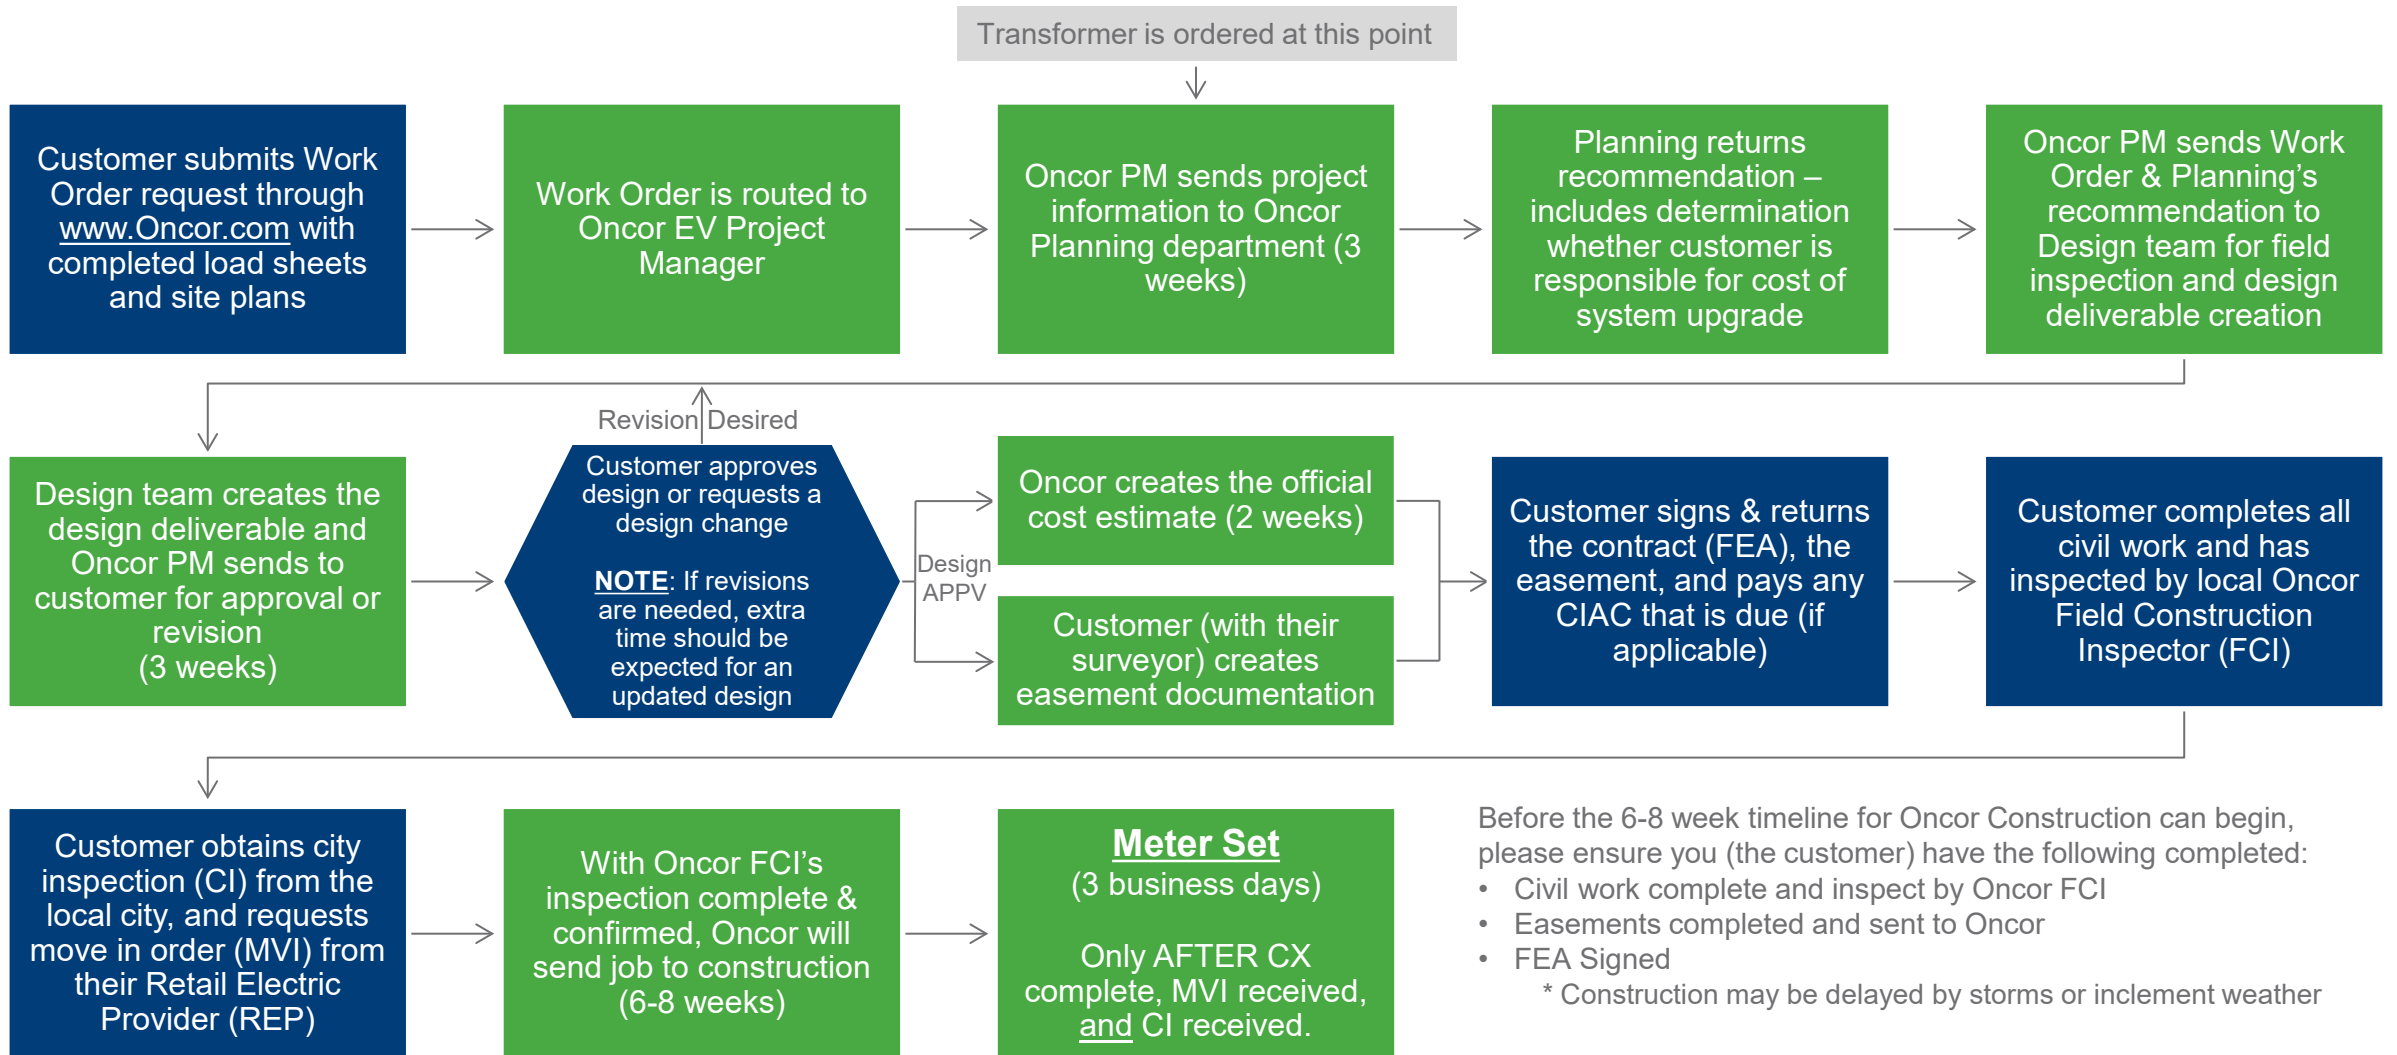 Transformer is ordered at this point
Customer submits Work
Order request through
www.Oncor.com with
completed load sheets
and site plans
Work Order is routed to
Oncor EV Project
Manager
Oncor PM sends project
information to Oncor
Planning department (3
weeks)
Planning returns
recommendation –
includes determination
whether customer is
responsible for cost of
system upgrade
Oncor PM sends Work
Order & Planning’s
recommendation to
Design team for field
inspection and design
deliverable creation
Revision Desired
Design team creates the
design deliverable and
Oncor PM sends to
customer for approval or
revision
(3 weeks)
Customer approves
design or requests a
design change
NOTE: If revisions
are needed, extra
time should be
expected for an
updated design
Design
APPV
Oncor creates the official
cost estimate (2 weeks)
Customer (with their
surveyor) creates
easement documentation
Customer signs & returns
the contract (FEA), the
easement, and pays any
CIAC that is due (if
applicable)
Customer completes all
civil work and has
inspected by local Oncor
Field Construction
Inspector (FCI)
Customer obtains city
inspection (CI) from the
local city, and requests
move in order (MVI) from
their Retail Electric
Provider (REP)
With Oncor FCI’s
inspection complete &
confirmed, Oncor will
send job to construction
(6-8 weeks)
Meter Set
(3 business days)
Only AFTER CX
complete, MVI received,
and CI received.
Before the 6-8 week timeline for Oncor Construction can begin,
please ensure you (the customer) have the following completed:
• Civil work complete and inspect by Oncor FCI
• Easements completed and sent to Oncor
• FEA Signed
* Construction may be delayed by storms or inclement weather